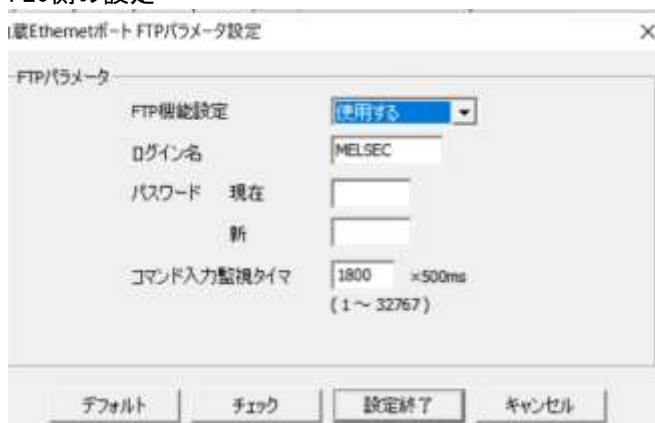 側の設定
蔵Ethernetポート FTPパラメータ設定
FTPパラメータ
FTP機能設定 使用する
ログイン名 MELSEC
パスワード 現在
新
コマンド入力監視タイマ 1800 ×500ms
(1～32767)
デフォルト チェック 設定終了 キャンセル